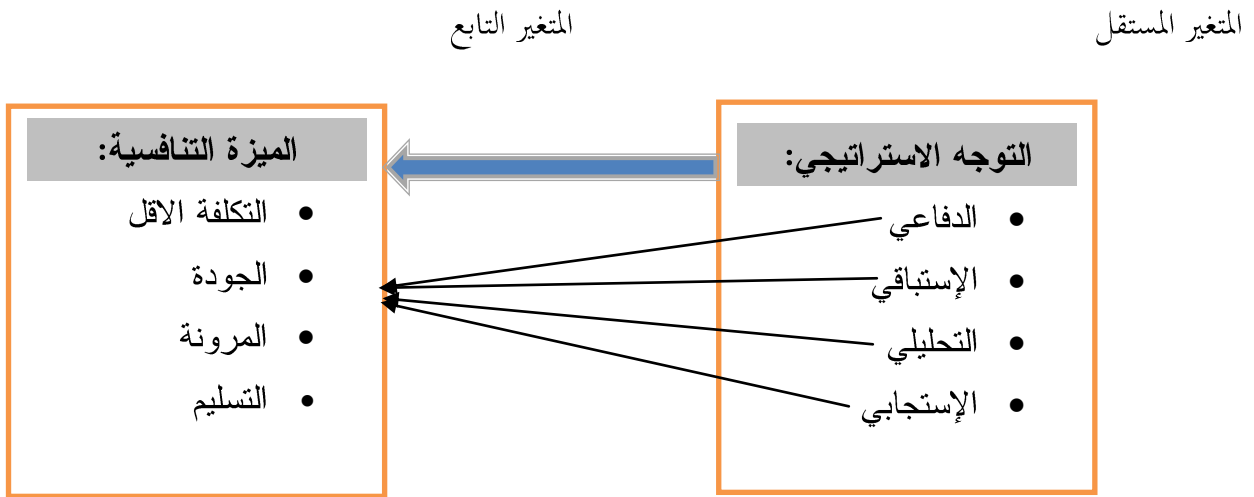 المتغير المستقل
المتغير التابع
التوجه الاستراتيجي:
• الدفاعي
• الإستباقي
• التحليلي
• الإستجابي
الميزة التنافسية:
• التكلفة الاقل
• الجودة
• المرونة
• التسليم